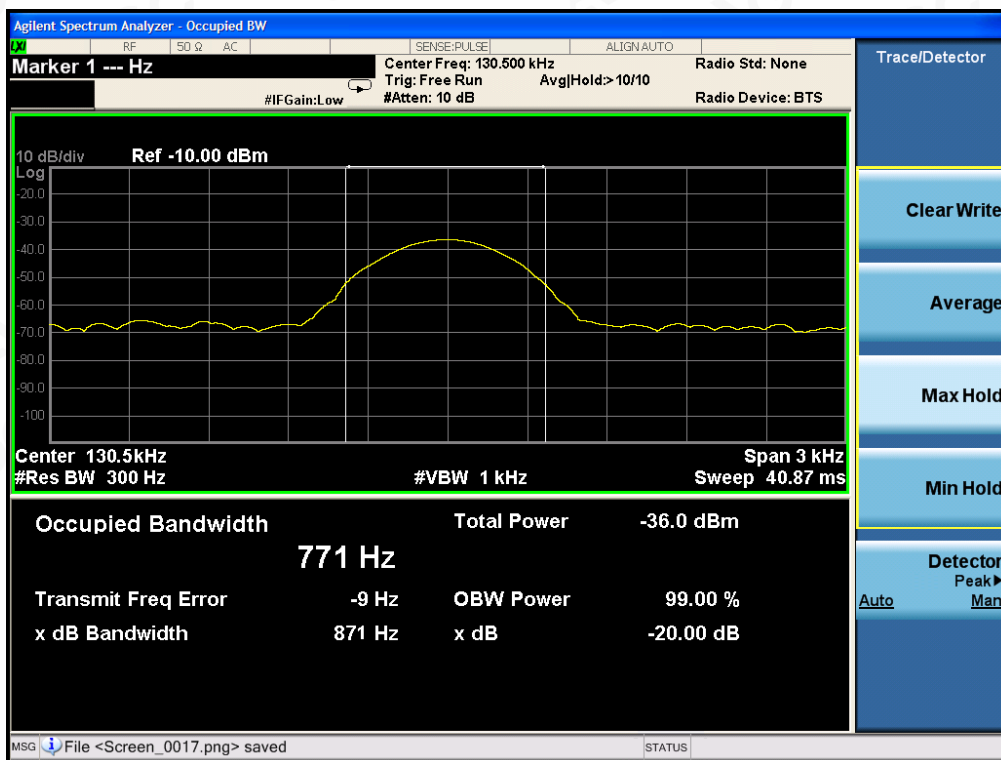 Agilent Spectrum Analyzer - Occupied BW
LXI RF 50 Ω AC SENSE:PULSE ALIGN AUTO
Marker 1 --- Hz
Center Freq: 130.500 kHz
Radio Std: None
Trig: Free Run
Avg|Hold:> 10/10
#IFGain:Low
#Atten: 10 dB
Radio Device: BTS
10 dB/div
Ref -10.00 dBm
Log
-20.0
-30.0
-40.0
-50.0
-60.0
-70.0
-80.0
-90.0
-100
Center 130.5kHz
Span 3 kHz
#Res BW 300 Hz
#VBW 1 kHz
Sweep 40.87 ms
Occupied Bandwidth
Total Power -36.0 dBm
771 Hz
Transmit Freq Error -9 Hz
OBW Power 99.00 %
x dB Bandwidth 871 Hz
x dB -20.00 dB
MSG File <Screen_0017.png> saved
STATUS
Trace/Detector
Clear Write
Average
Max Hold
Min Hold
Detector
Peak
Auto Man